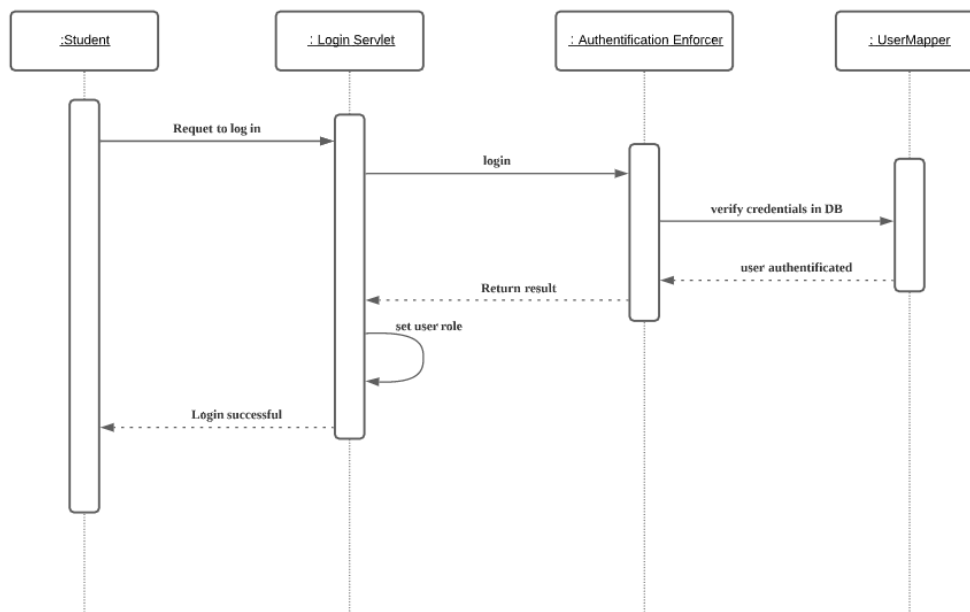 :Student
: Login Servlet
: Authentification Enforcer
: UserMapper
Requet to log in
login
verify credentials in DB
user authentificated
Return result
set user role
Login successful